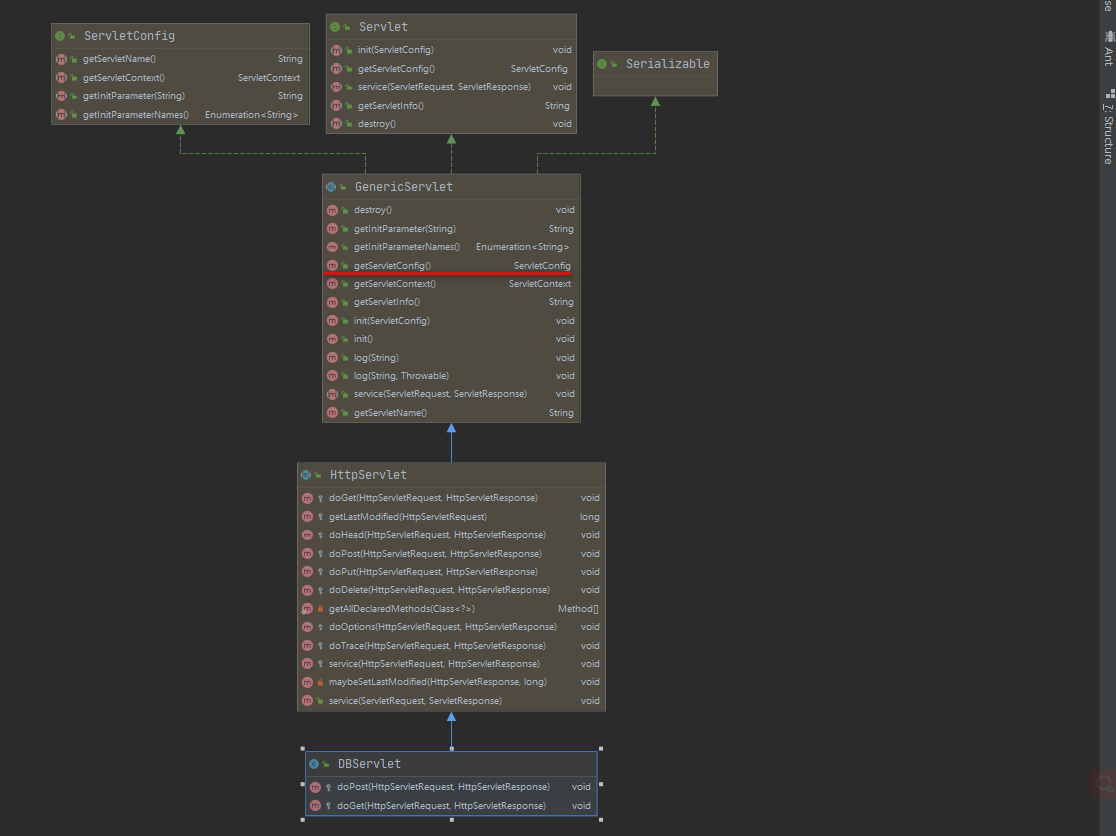 ServletConfig
getServletName() String
getServletContext() ServletContext
getInitParameter(String) String
getInitParameterNames() Enumeration<String>
Servlet
init(ServletConfig) void
getServletConfig() ServletConfig
service(ServletRequest, ServletResponse) void
getServletInfo() String
destroy() void
Serializable
GenericServlet
destroy() void
getInitParameter(String) String
getInitParameterNames() Enumeration<String>
getServletConfig() ServletConfig
getServletContext() ServletContext
getServletInfo() String
init(ServletConfig) void
init() void
log(String) void
log(String, Throwable) void
service(ServletRequest, ServletResponse) void
getServletName() String
HttpServlet
doGet(HttpServletRequest, HttpServletResponse) void
getLastModified(HttpServletRequest) long
doHead(HttpServletRequest, HttpServletResponse) void
doPost(HttpServletRequest, HttpServletResponse) void
doPut(HttpServletRequest, HttpServletResponse) void
doDelete(HttpServletRequest, HttpServletResponse) void
getAllDeclaredMethods(Class<?>) Method[]
doOptions(HttpServletRequest, HttpServletResponse) void
doTrace(HttpServletRequest, HttpServletResponse) void
service(HttpServletRequest, HttpServletResponse) void
maybeSetLastModified(HttpServletResponse, long) void
service(ServletRequest, ServletResponse) void
DBServlet
doPost(HttpServletRequest, HttpServletResponse) void
doGet(HttpServletRequest, HttpServletResponse) void
se
Ant
7: Structure